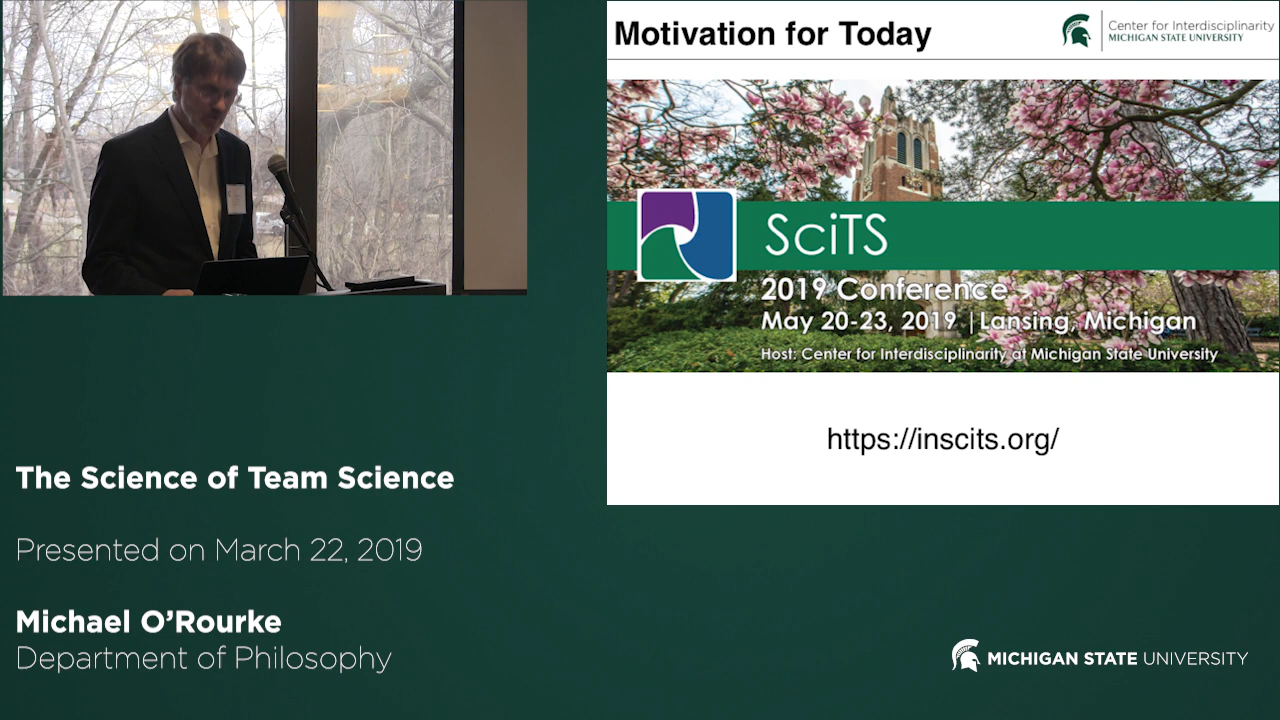 Motivation for Today
Center for Interdisciplinarity
MICHIGAN STATE UNIVERSITY
SciTS
2019 Conference
May 20-23, 2019 | Lansing, Michigan
Host: Center for Interdisciplinarity at Michigan State University
https://inscits.org/
The Science of Team Science
Presented on March 22, 2019
Michael O’Rourke
Department of Philosophy
MICHIGAN STATE UNIVERSITY